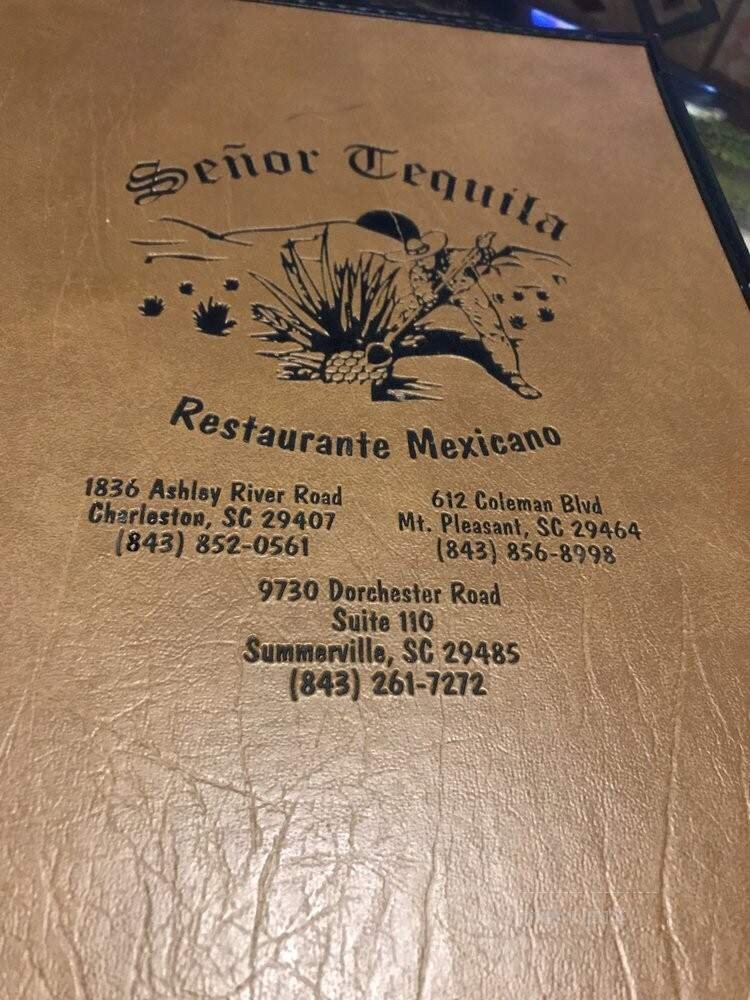 Señor Tequila
Restaurante Mexicano
1836 Ashley River Road
Charleston, SC 29407
(843) 852-0561
612 Coleman Blvd
Mt. Pleasant, SC 29464
(843) 856-8998
9730 Dorchester Road
Suite 110
Summerville, SC 29485
(843) 261-7272